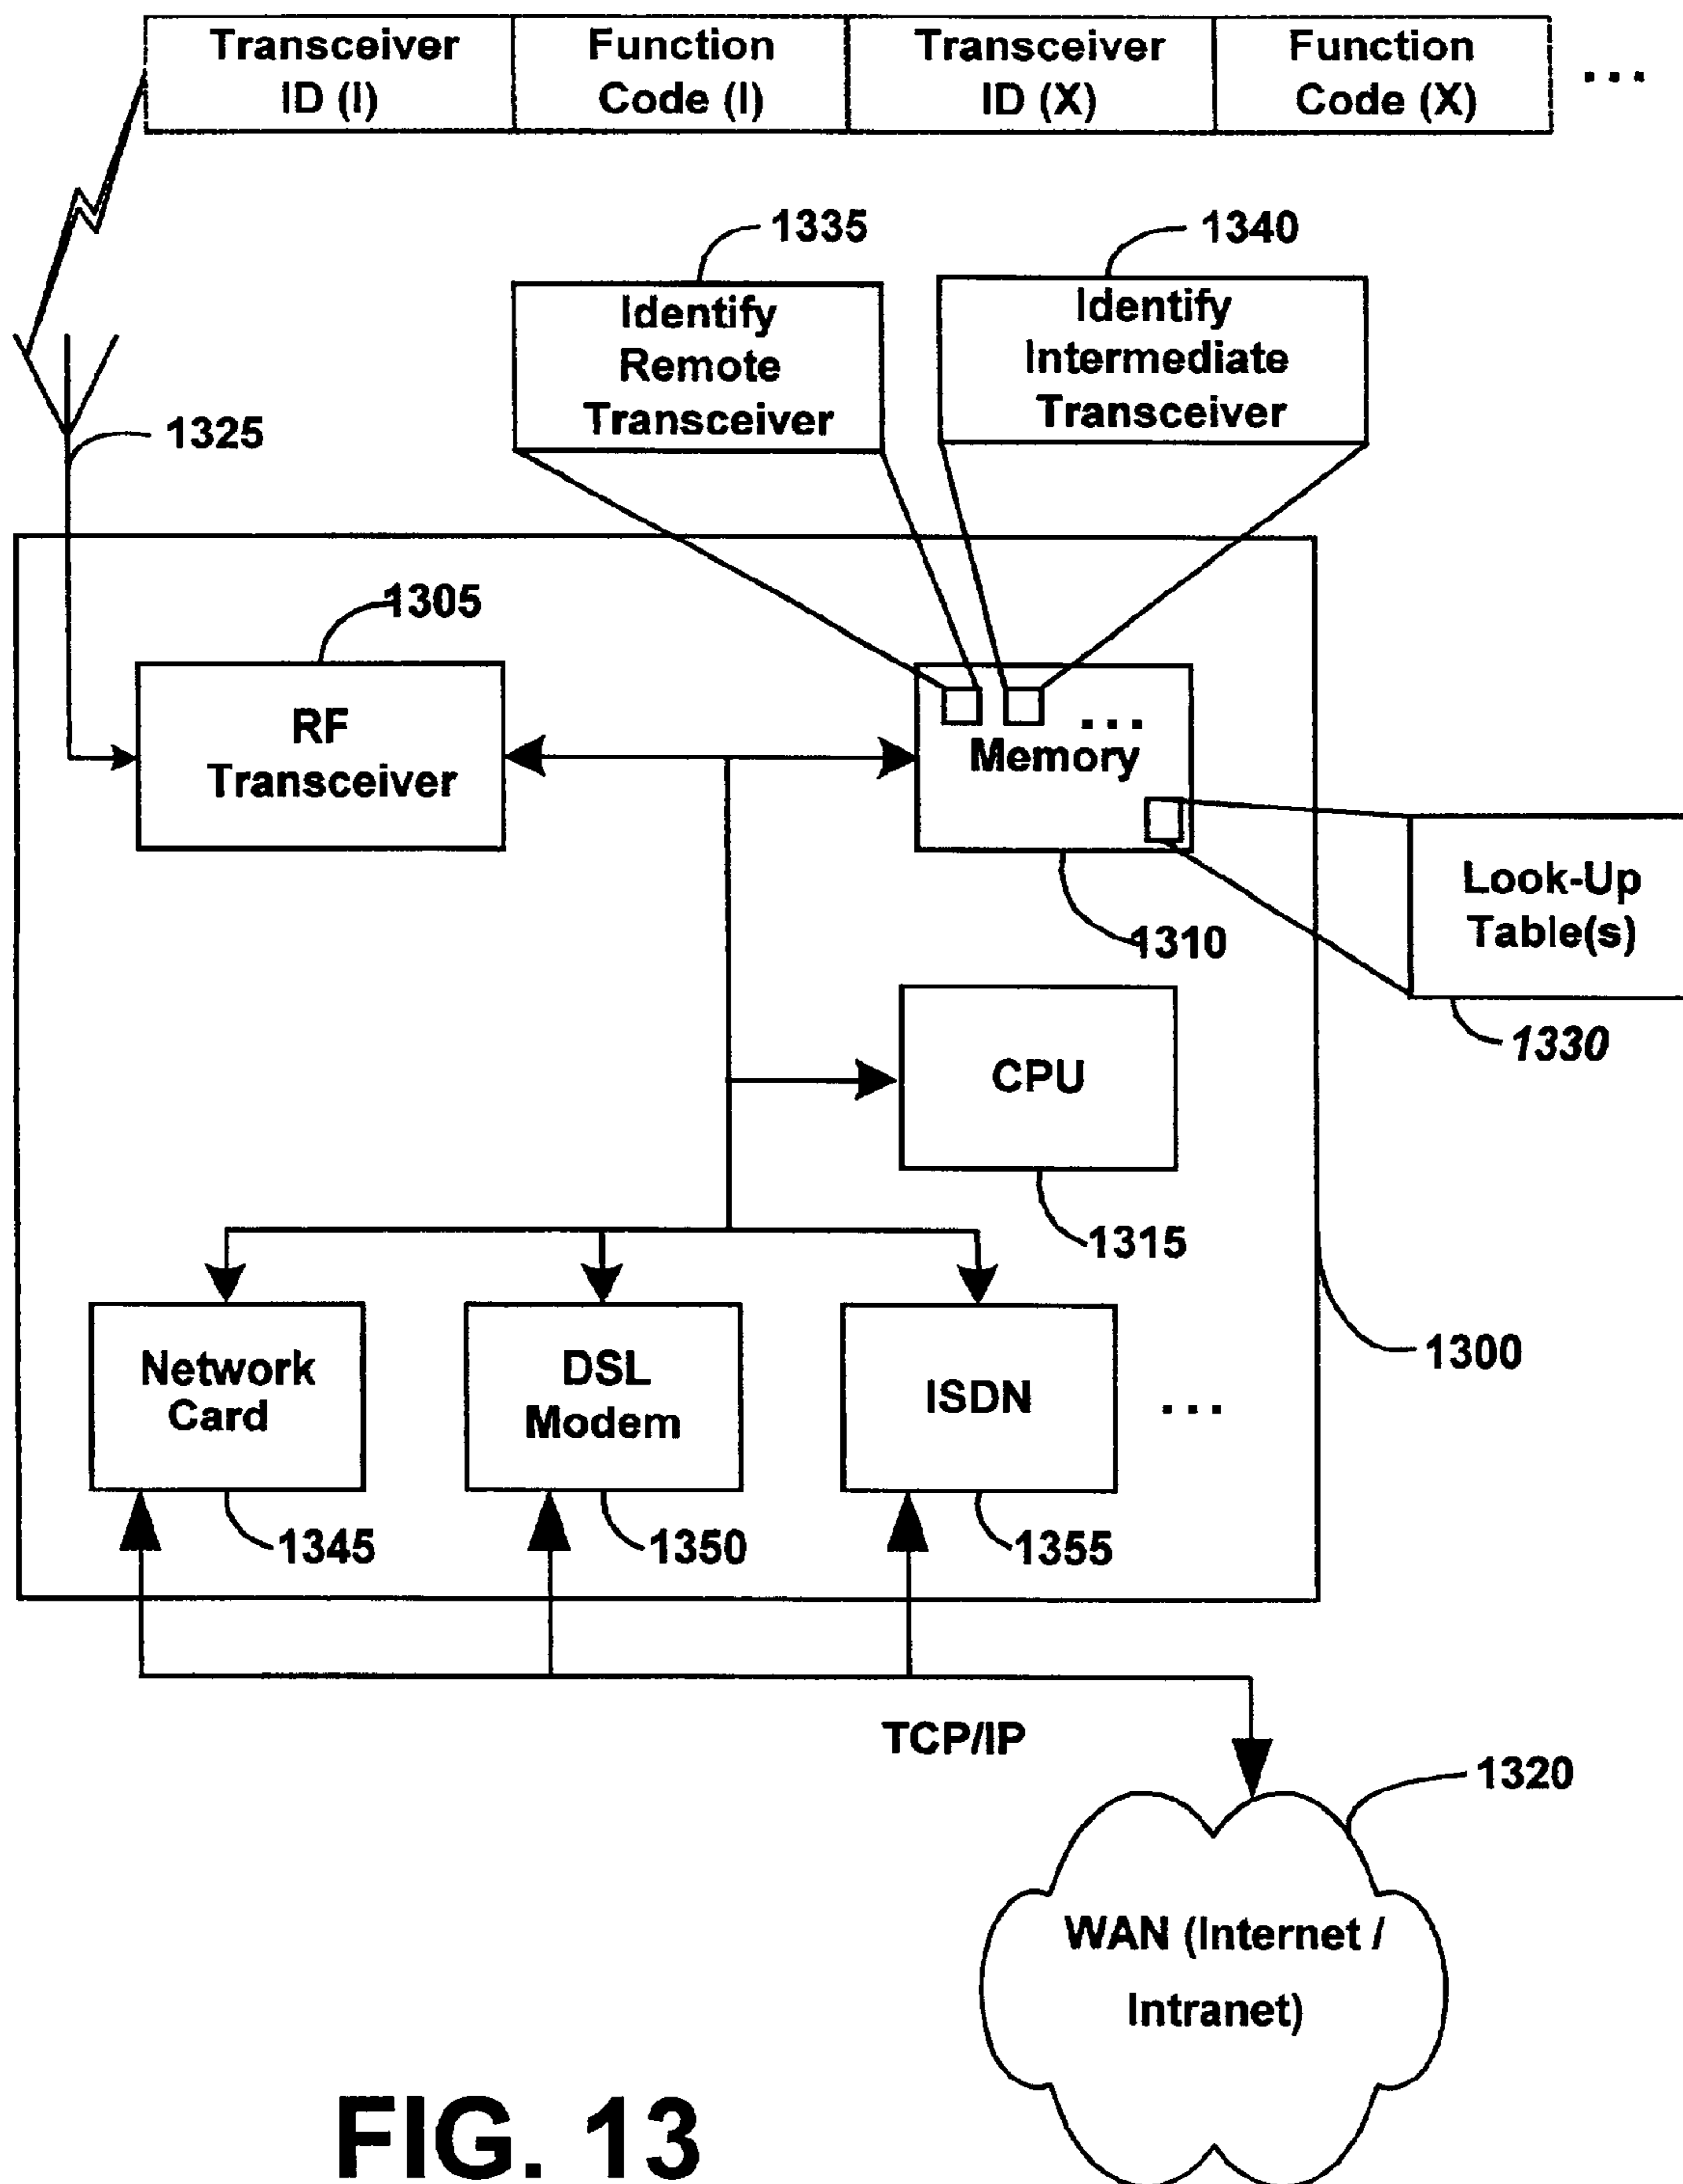 Transceiver ID (I)
Function Code (I)
Transceiver ID (X)
Function Code (X)
...
1335
1340
Identify
Remote
Transceiver
Identify
Intermediate
Transceiver
1325
1305
RF
Transceiver
...
Memory
1310
Look-Up
Table(s)
1330
CPU
1315
1300
Network
Card
DSL
Modem
ISDN
...
1345
1350
1355
TCP/IP
1320
WAN (Internet /
Intranet)
FIG. 13